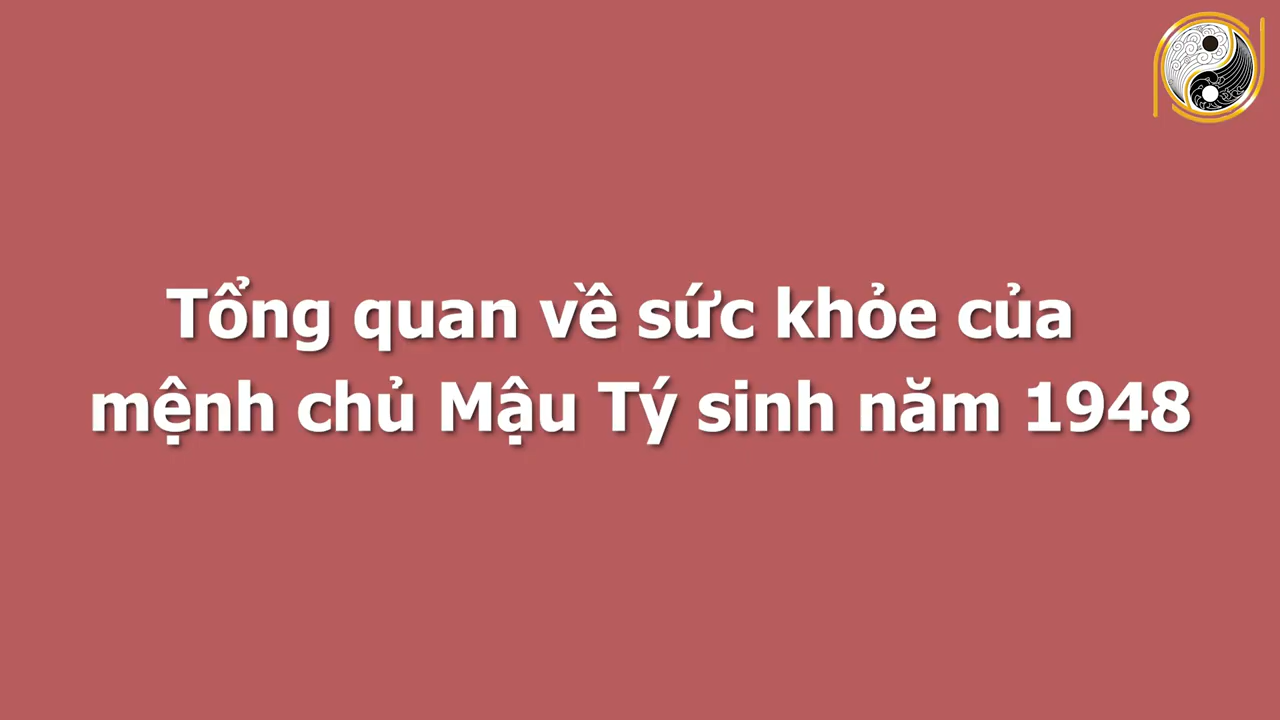 Tổng quan về sức khỏe của
mệnh chủ Mậu Tý sinh năm 1948